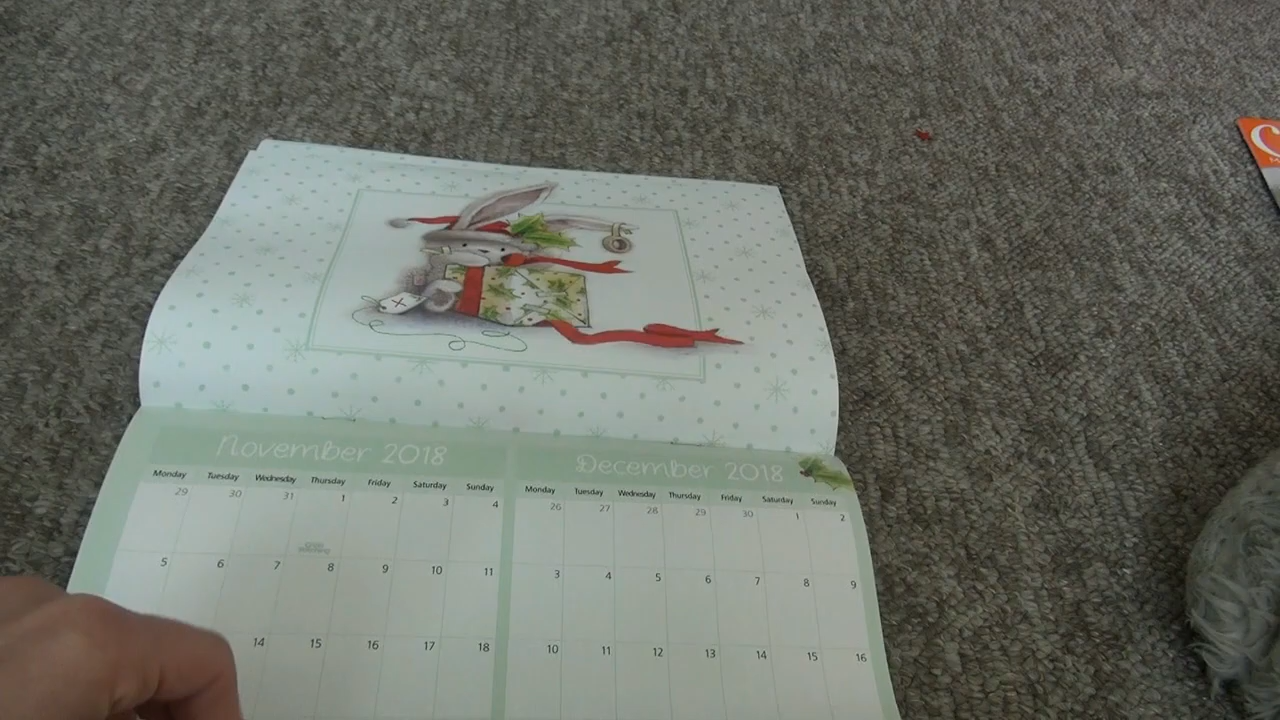 November 2018
Monday Tuesday Wednesday Thursday Friday Saturday Sunday
29 30 31 1 2 3 4
5 6 7 8 9 10 11
14 15 16 17 18
December 2018
Monday Tuesday Wednesday Thursday Friday Saturday Sunday
26 27 28 29 30 1 2
3 4 5 6 7 8 9
10 11 12 13 14 15 16